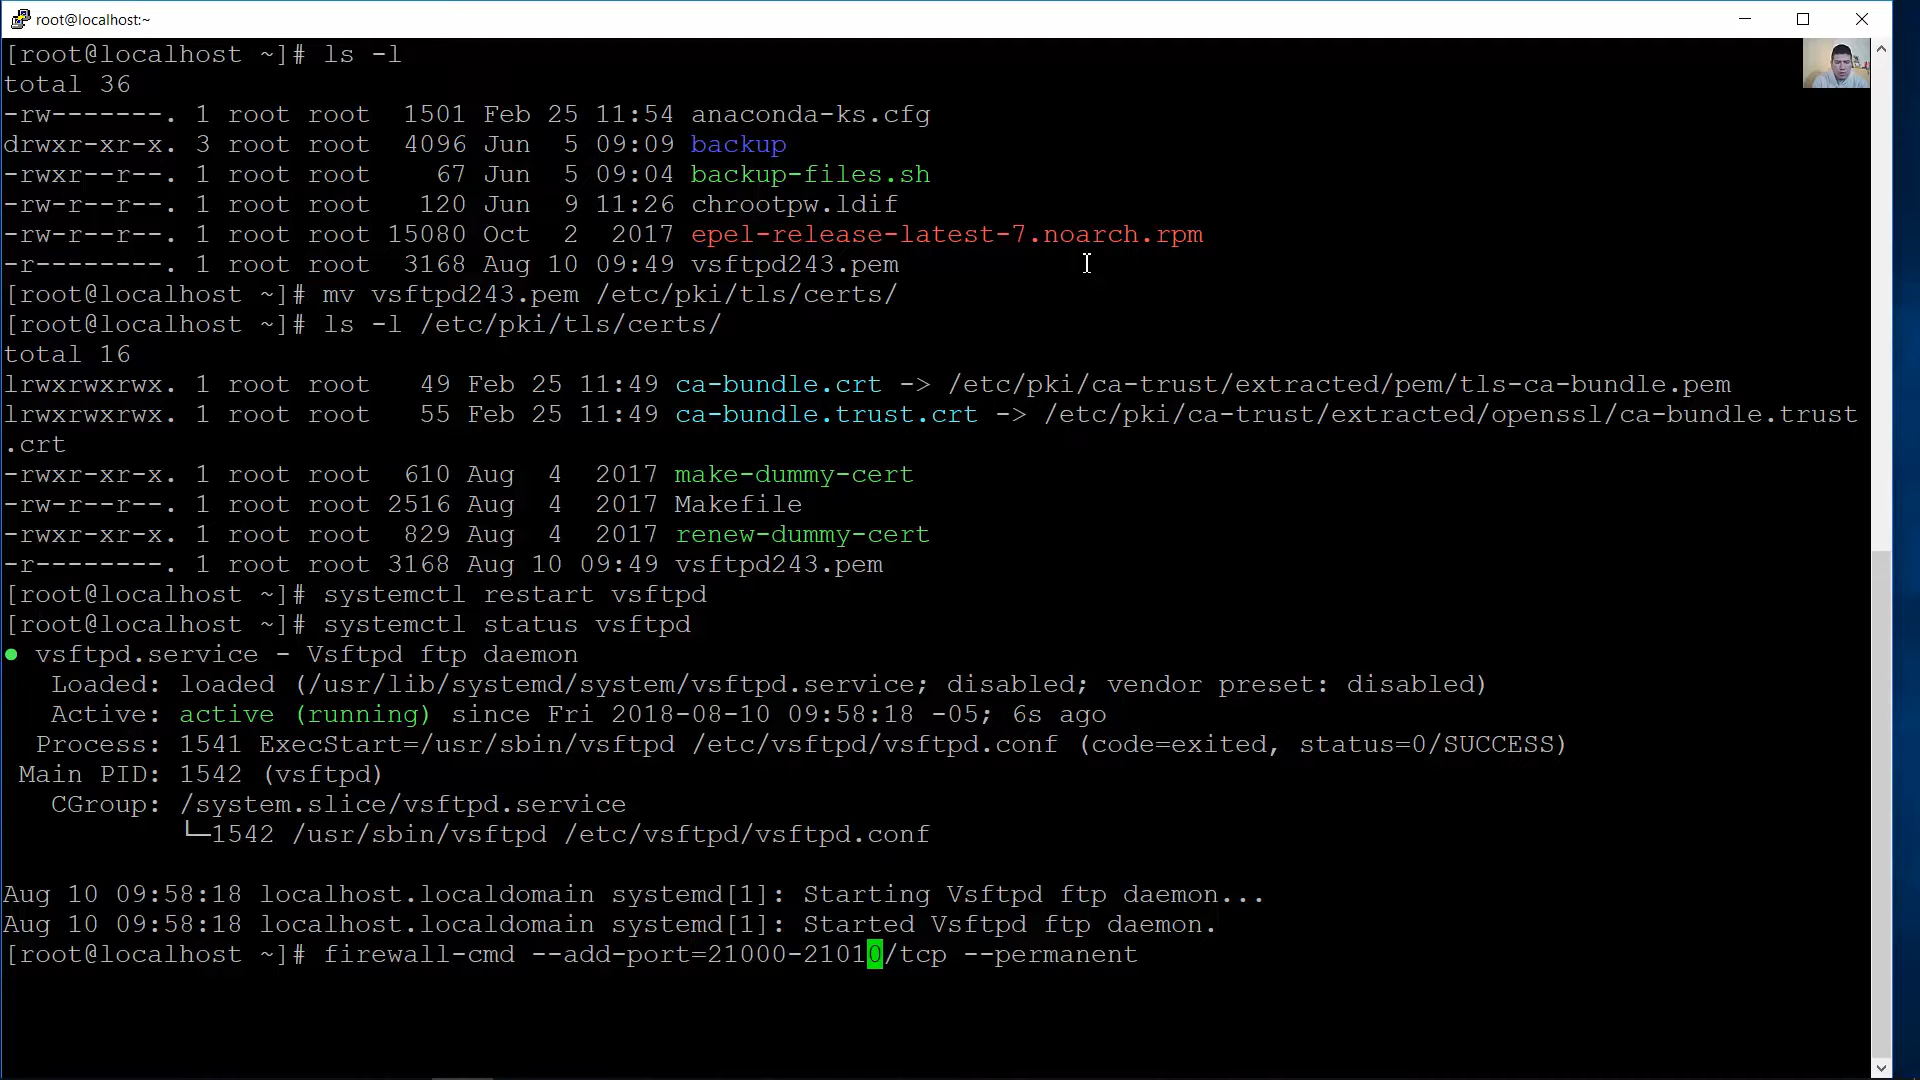 root@localhost:~
[root@localhost ~]# ls -l
total 36
-rw-------. 1 root root  1501 Feb 25 11:54 anaconda-ks.cfg
drwxr-xr-x. 3 root root  4096 Jun  5 09:09 backup
-rwxr--r--. 1 root root    67 Jun  5 09:04 backup-files.sh
-rw-r--r--. 1 root root   120 Jun  9 11:26 chrootpw.ldif
-rw-r--r--. 1 root root 15080 Oct  2  2017 epel-release-latest-7.noarch.rpm
-r--------. 1 root root  3168 Aug 10 09:49 vsftpd243.pem
[root@localhost ~]# mv vsftpd243.pem /etc/pki/tls/certs/
[root@localhost ~]# ls -l /etc/pki/tls/certs/
total 16
lrwxrwxrwx. 1 root root   49 Feb 25 11:49 ca-bundle.crt -> /etc/pki/ca-trust/extracted/pem/tls-ca-bundle.pem
lrwxrwxrwx. 1 root root   55 Feb 25 11:49 ca-bundle.trust.crt -> /etc/pki/ca-trust/extracted/openssl/ca-bundle.trust
.crt
-rwxr-xr-x. 1 root root  610 Aug  4  2017 make-dummy-cert
-rw-r--r--. 1 root root 2516 Aug  4  2017 Makefile
-rwxr-xr-x. 1 root root  829 Aug  4  2017 renew-dummy-cert
-r--------. 1 root root 3168 Aug 10 09:49 vsftpd243.pem
[root@localhost ~]# systemctl restart vsftpd
[root@localhost ~]# systemctl status vsftpd
● vsftpd.service - Vsftpd ftp daemon
   Loaded: loaded (/usr/lib/systemd/system/vsftpd.service; disabled; vendor preset: disabled)
   Active: active (running) since Fri 2018-08-10 09:58:18 -05; 6s ago
  Process: 1541 ExecStart=/usr/sbin/vsftpd /etc/vsftpd/vsftpd.conf (code=exited, status=0/SUCCESS)
 Main PID: 1542 (vsftpd)
   CGroup: /system.slice/vsftpd.service
           └─1542 /usr/sbin/vsftpd /etc/vsftpd/vsftpd.conf
Aug 10 09:58:18 localhost.localdomain systemd[1]: Starting Vsftpd ftp daemon...
Aug 10 09:58:18 localhost.localdomain systemd[1]: Started Vsftpd ftp daemon.
[root@localhost ~]# firewall-cmd --add-port=21000-21010/tcp --permanent